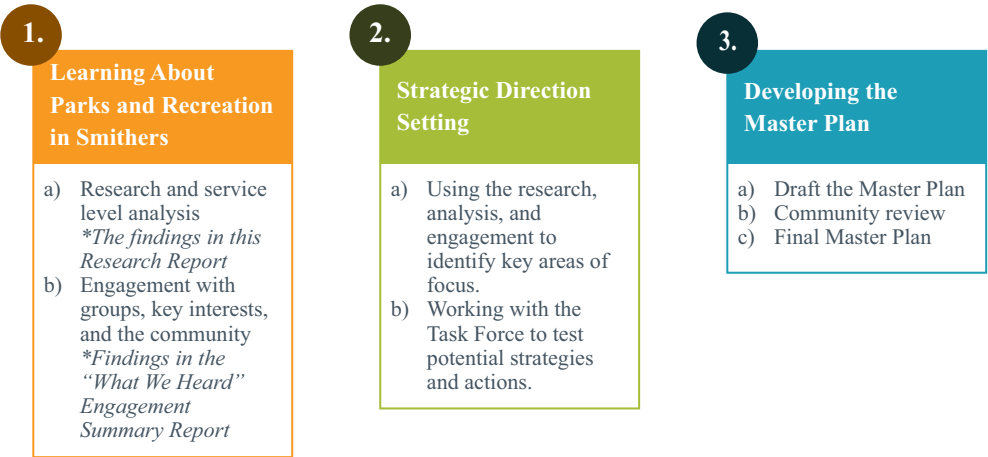 1.
Learning About
Parks and Recreation
in Smithers
a) Research and service
level analysis
*The findings in this
Research Report
b) Engagement with
groups, key interests,
and the community
*Findings in the
“What We Heard”
Engagement
Summary Report
2.
Strategic Direction
Setting
a) Using the research,
analysis, and
engagement to
identify key areas of
focus.
b) Working with the
Task Force to test
potential strategies
and actions.
3.
Developing the
Master Plan
a) Draft the Master Plan
b) Community review
c) Final Master Plan